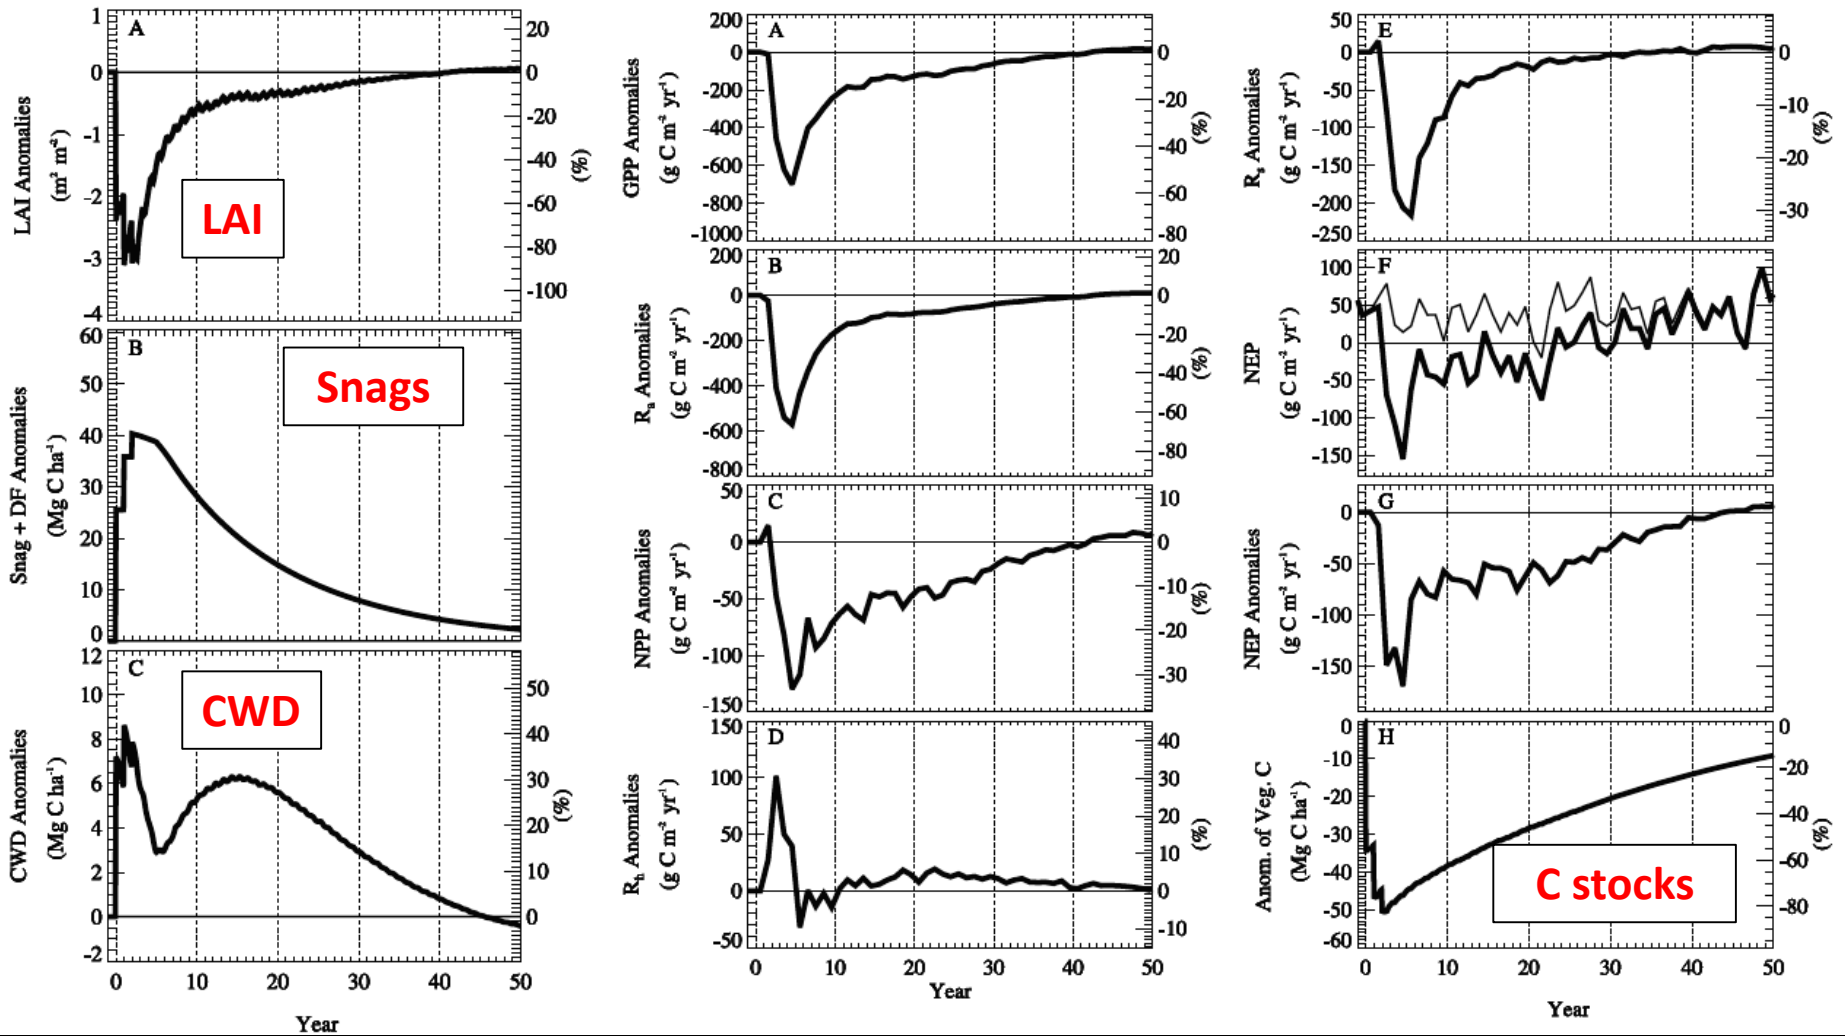 A
LAI Anomalies
(m² m⁻²)
1
0
-1
-2
-3
-4
20
0
-20
-40
-60
-80
-100
(%)
LAI
B
Snag + DF Anomalies
(Mg C ha⁻¹)
60
50
40
30
20
10
0
Snags
C
CWD Anomalies
(Mg C ha⁻¹)
12
10
8
6
4
2
0
-2
50
40
30
20
10
0
(%)
CWD
0 10 20 30 40 50
Year
A
GPP Anomalies
(g C m⁻² yr⁻¹)
200
0
-200
-400
-600
-800
-1000
0
-20
-40
-60
-80
(%)
B
Rₐ Anomalies
(g C m⁻² yr⁻¹)
200
0
-200
-400
-600
-800
20
0
-20
-40
-60
-80
(%)
C
NPP Anomalies
(g C m⁻² yr⁻¹)
50
0
-50
-100
-150
10
0
-10
-20
-30
(%)
D
Rₕ Anomalies
(g C m⁻² yr⁻¹)
150
100
50
0
-50
40
30
20
10
0
-10
(%)
0 10 20 30 40 50
Year
E
Rₛ Anomalies
(g C m⁻² yr⁻¹)
50
0
-50
-100
-150
-200
-250
0
-10
-20
-30
(%)
F
NEP
(g C m⁻² yr⁻¹)
100
50
0
-50
-100
-150
G
NEP Anomalies
(g C m⁻² yr⁻¹)
0
-50
-100
-150
H
Anom. of Veg. C
(Mg C ha⁻¹)
0
-10
-20
-30
-40
-50
-60
0
-20
-40
-60
-80
(%)
C stocks
0 10 20 30 40 50
Year